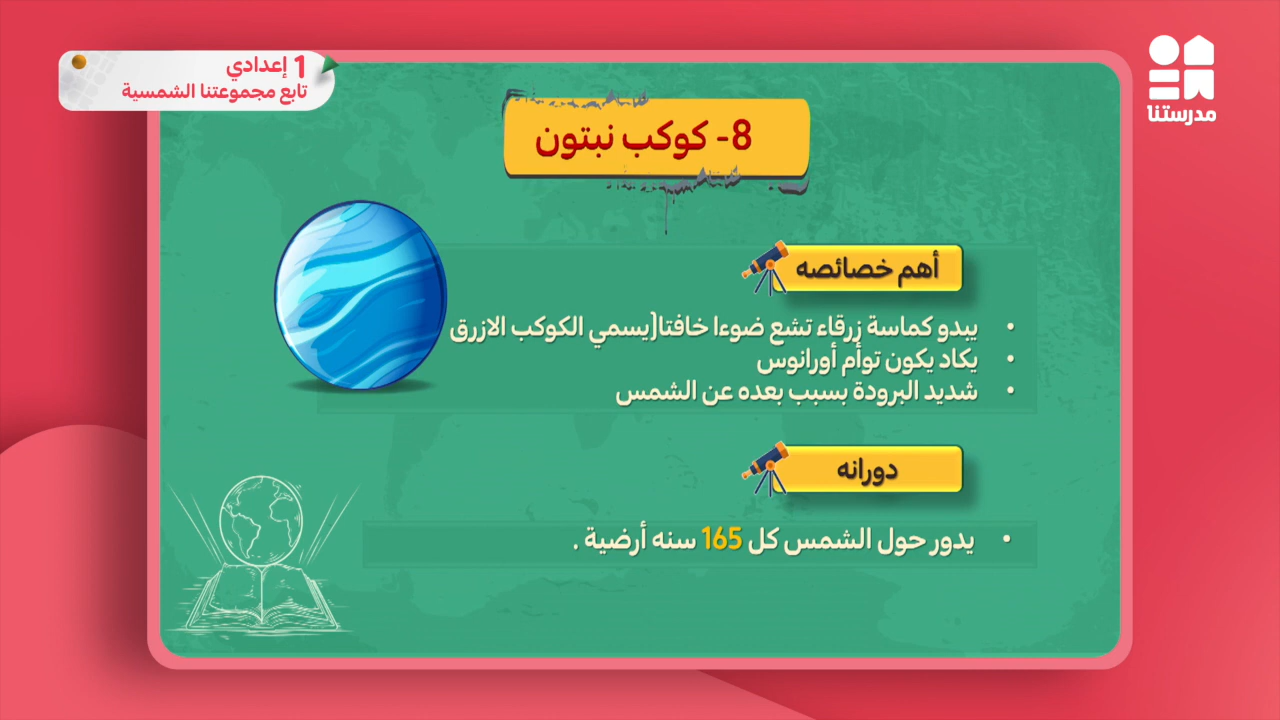 مدرستنا
1 إعدادي
تابع مجموعتنا الشمسية
8- كوكب نبتون
أهم خصائصه
• يبدو كماسة زرقاء تشع ضوءا خافتا(يسمي الكوكب الازرق
• يكاد يكون توأم أورانوس
• شديد البرودة بسبب بعده عن الشمس
دورانه
• يدور حول الشمس كل 165 سنه أرضية .